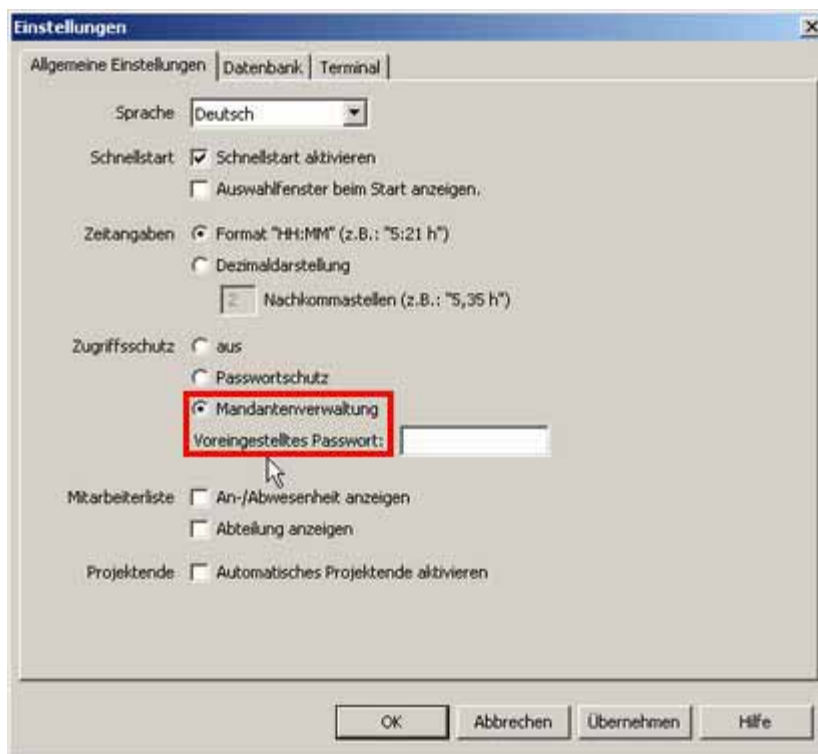 Einstellungen
Allgemeine Einstellungen Datenbank Terminal
Sprache Deutsch
Schnellstart Schnellstart aktivieren
Auswahlfenster beim Start anzeigen.
Zeitangaben Format "HH:MM" (z.B.: "5:21 h")
Dezimaldarstellung
2 Nachkommastellen (z.B.: "5,35 h")
Zugriffsschutz aus
Passwortschutz
Mandantenverwaltung
Voreingestelltes Passwort:
Mitarbeiterliste An-/Abwesenheit anzeigen
Abteilung anzeigen
Projektende Automatisches Projektende aktivieren
OK Abbrechen Übernehmen Hilfe